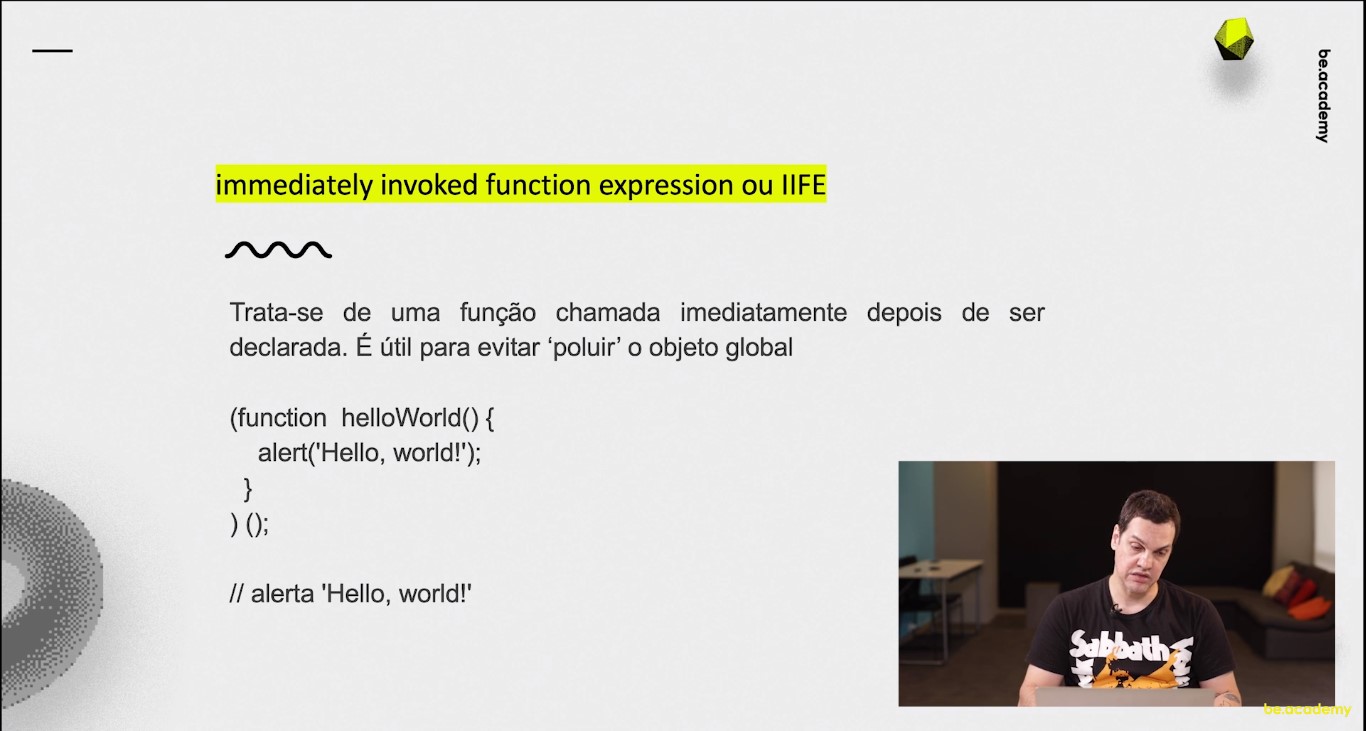 be.academy
immediately invoked function expression ou IIFE
Trata-se de uma função chamada imediatamente depois de ser
declarada. É útil para evitar ‘poluir’ o objeto global
(function helloWorld() {
alert('Hello, world!');
}
) ();
// alerta 'Hello, world!'
Sabbath
be.academy